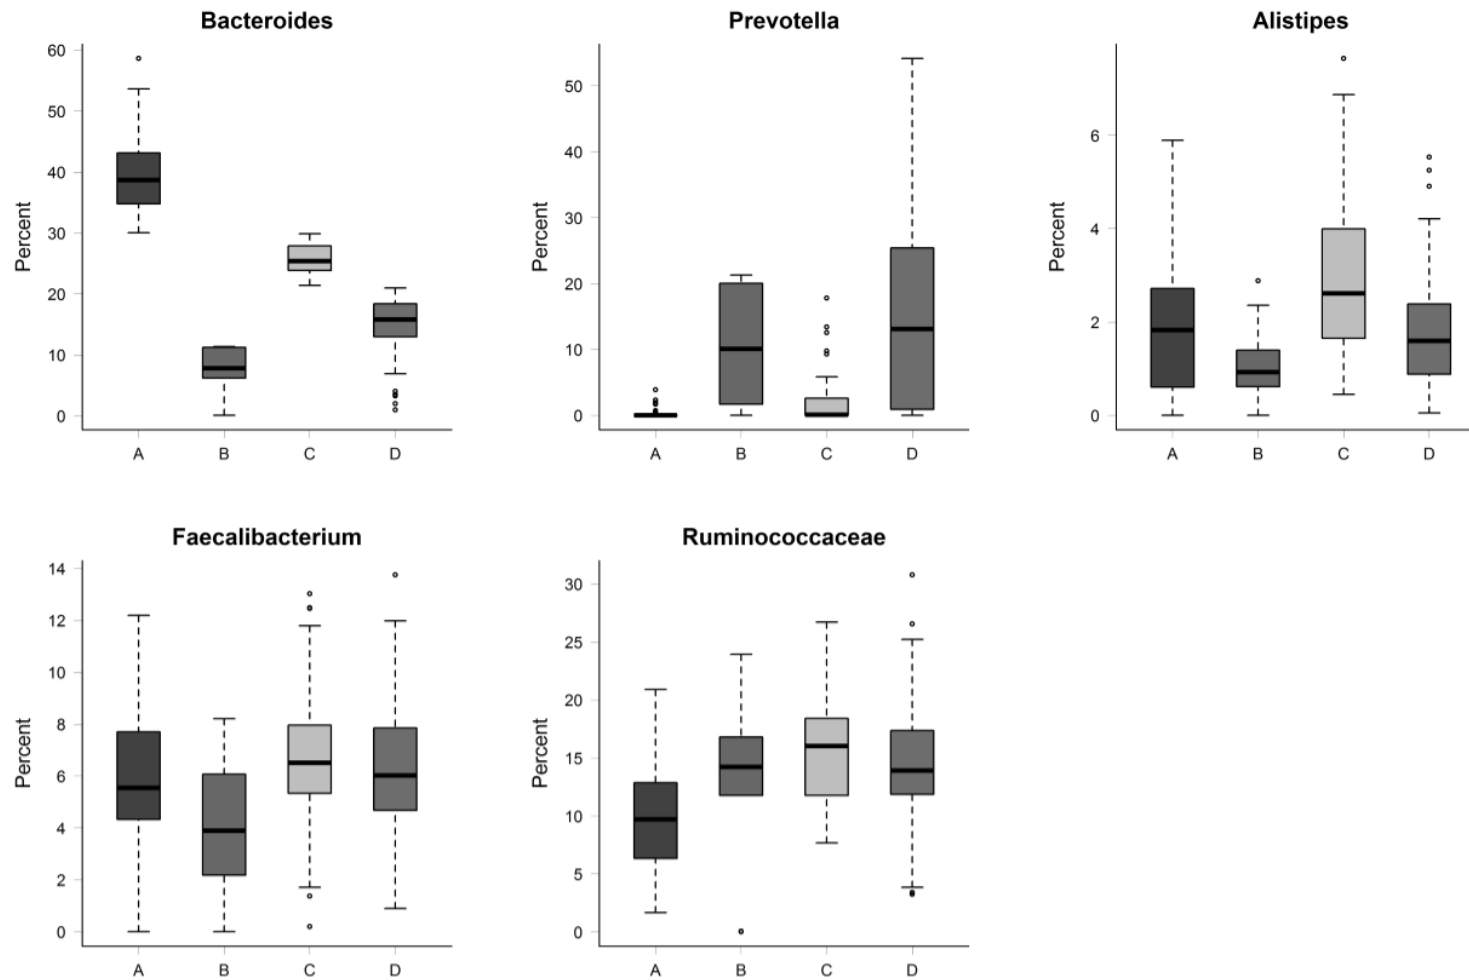 Bacteroides
Percent
60
50
40
30
20
10
0
A B C D
Prevotella
Percent
50
40
30
20
10
0
A B C D
Alistipes
Percent
6
4
2
0
A B C D
Faecalibacterium
Percent
14
12
10
8
6
4
2
0
A B C D
Ruminococcaceae
Percent
30
25
20
15
10
5
0
A B C D